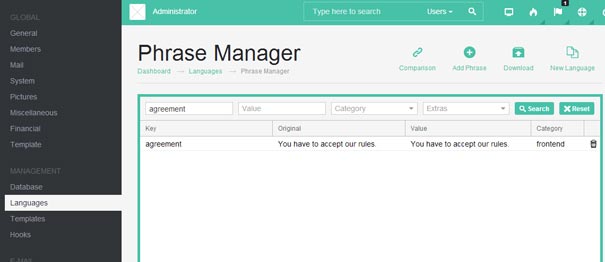 GLOBAL
General
Members
Mail
System
Pictures
Miscellaneous
Financial
Template
MANAGEMENT
Database
Languages
Templates
Hooks
E-MAIL
Administrator
Type here to search
Users
1
Phrase Manager
Dashboard → Languages → Phrase Manager
Comparison
Add Phrase
Download
New Language
agreement Value Category Extras Search Reset
Key Original Value Category
agreement You have to accept our rules. You have to accept our rules. frontend